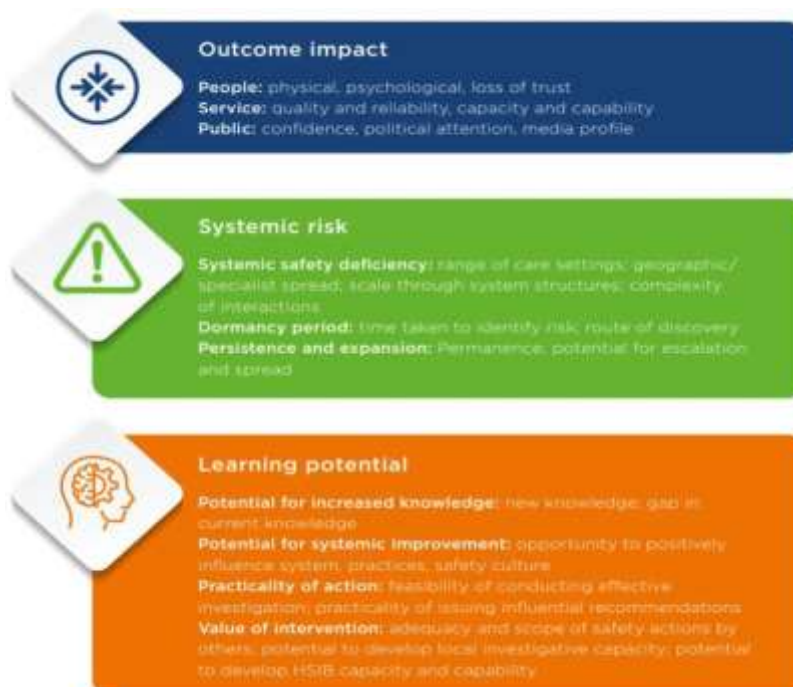 Outcome impact
People: physical, psychological, loss of trust
Service: quality and reliability, capacity and capability
Public: confidence, political attention, media profile
Systemic risk
Systemic safety deficiency: range of care settings; geographic/
specialist spread; scale through system structures; complexity
of interactions
Dormancy period: time taken to identify risk; route of discovery
Persistence and expansion: Permanence, potential for escalation
and spread
Learning potential
Potential for increased knowledge: new knowledge; gap in
current knowledge
Potential for systemic improvement: opportunity to positively
influence system, practices, safety culture
Practicality of action: feasibility of conducting effective
investigation; practicality of issuing influential recommendations
Value of intervention: adequacy and scope of safety actions by
others; potential to develop local investigative capacity; potential
to develop HSIB capacity and capability